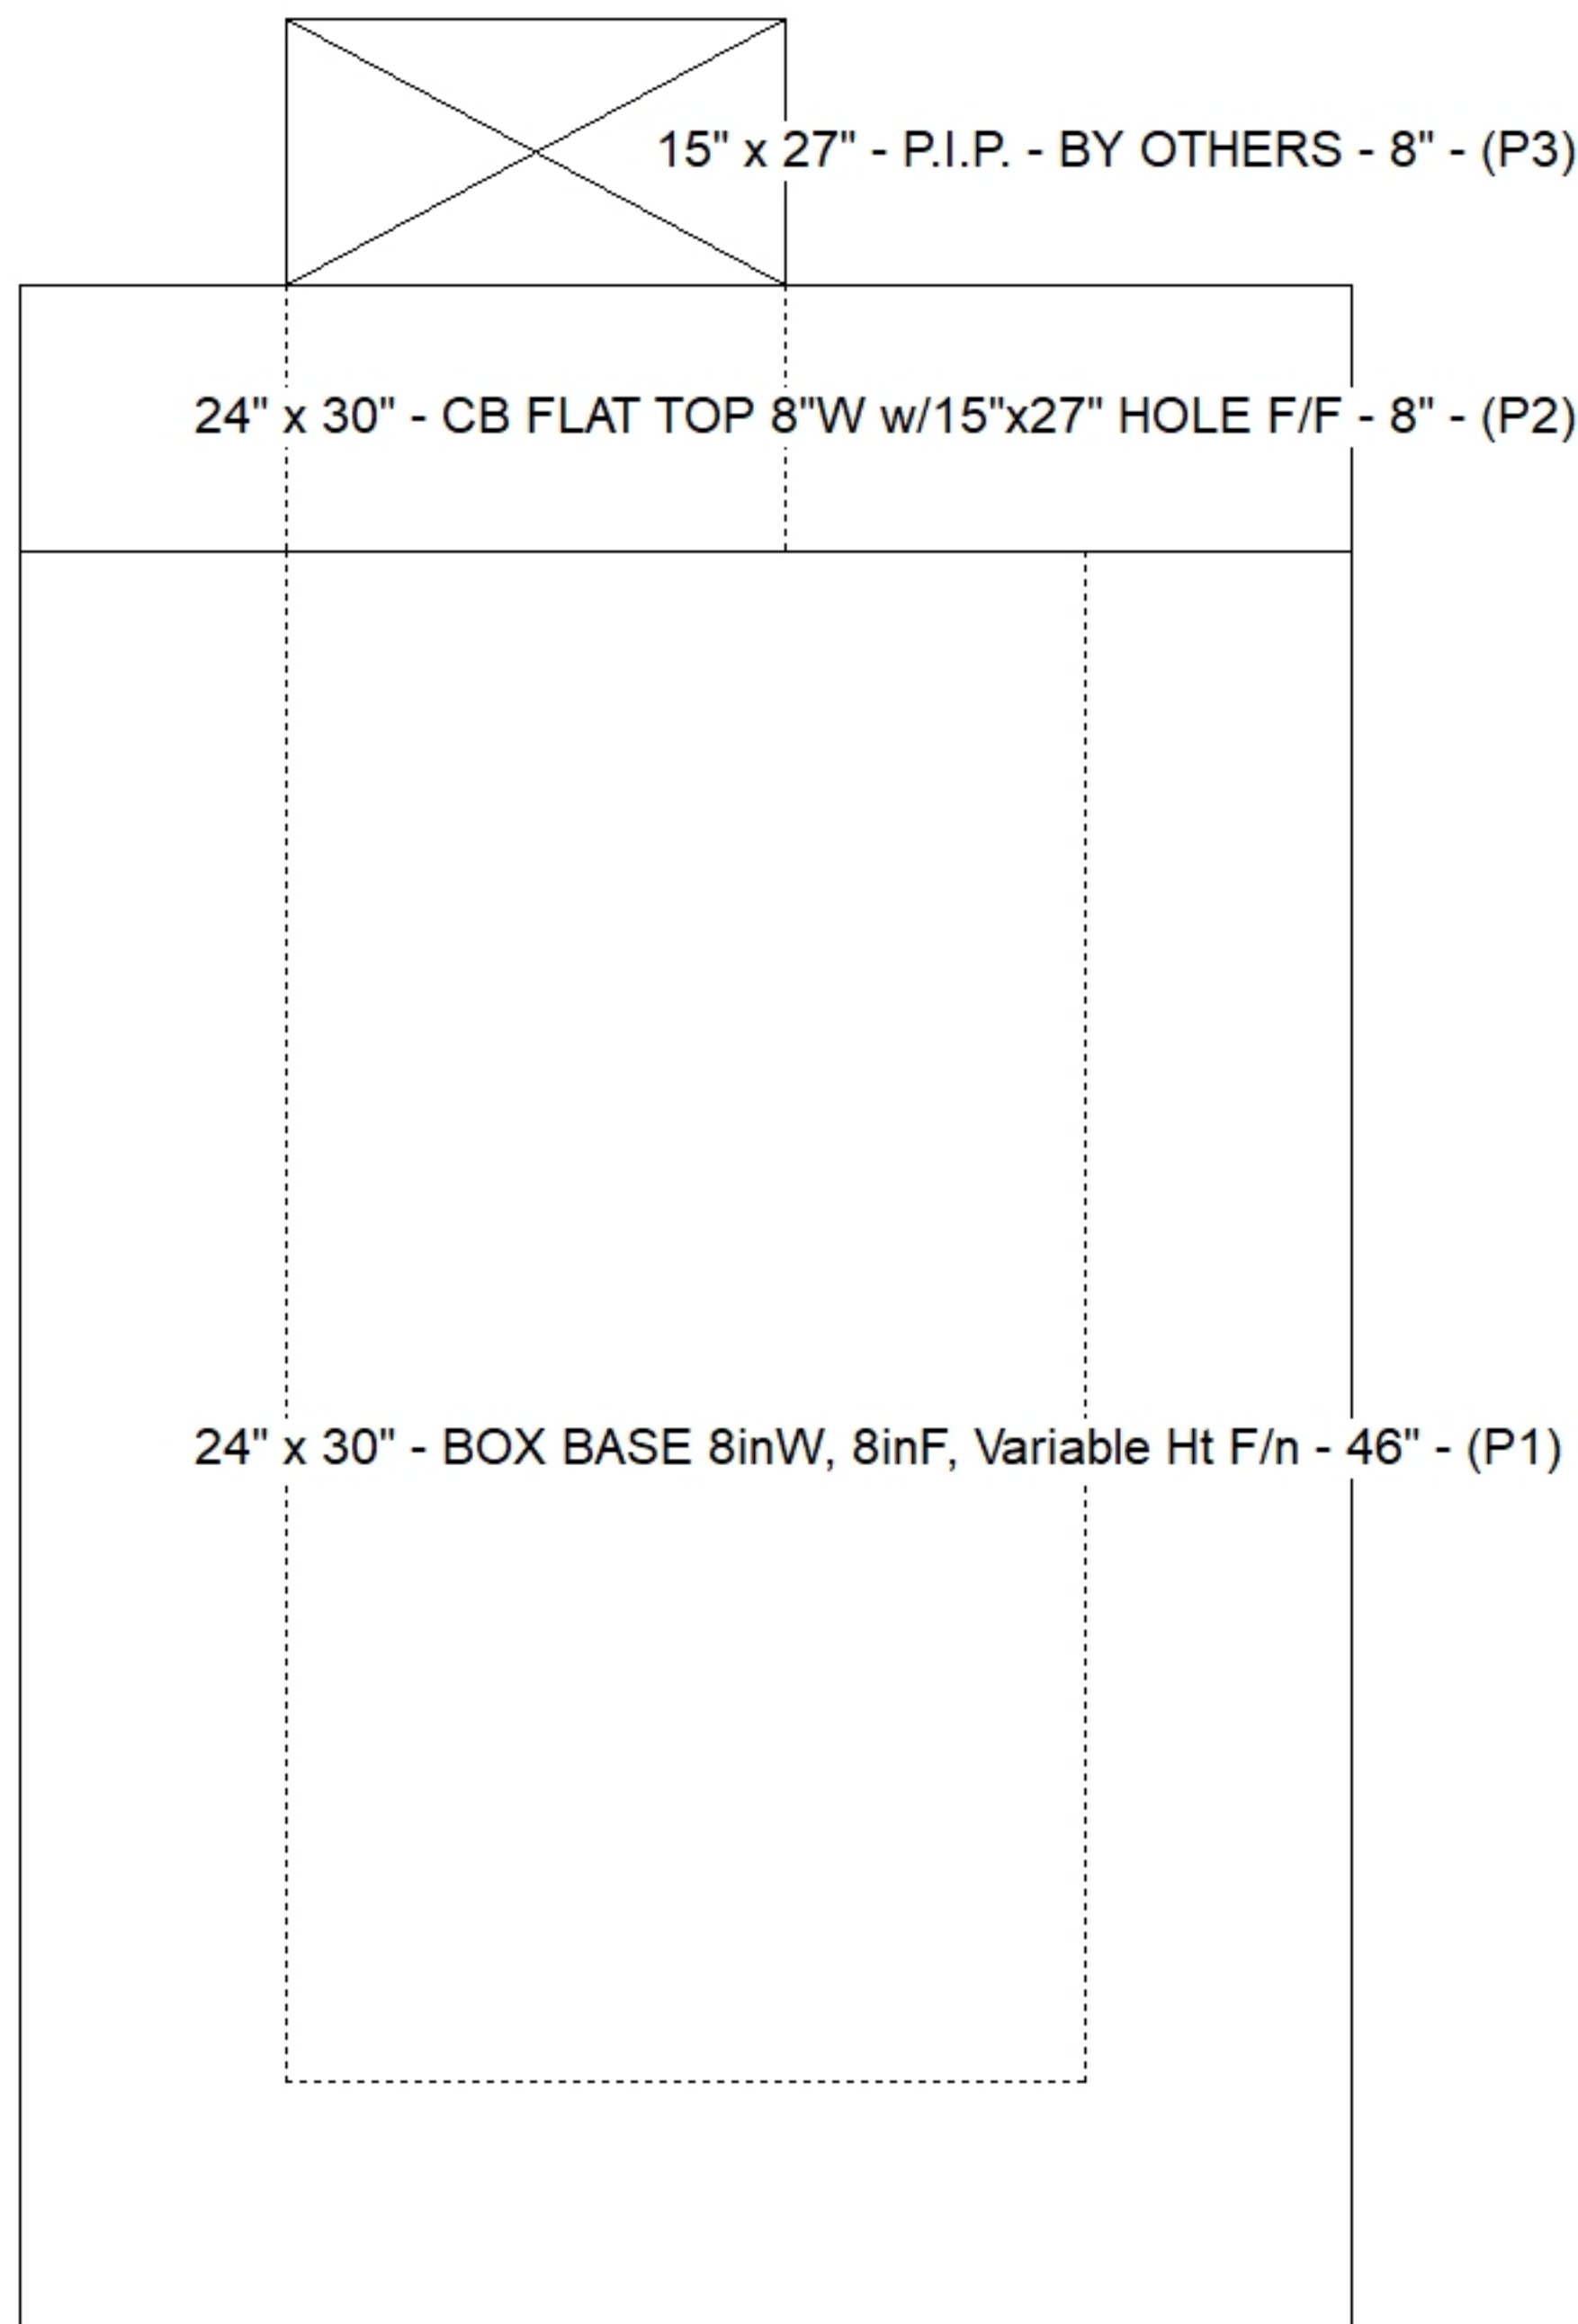 15" x 27" - P.I.P. - BY OTHERS - 8" - (P3)
24" x 30" - CB FLAT TOP 8"W w/15"x27" HOLE F/F - 8" - (P2)
24" x 30" - BOX BASE 8inW, 8inF, Variable Ht F/n - 46" - (P1)